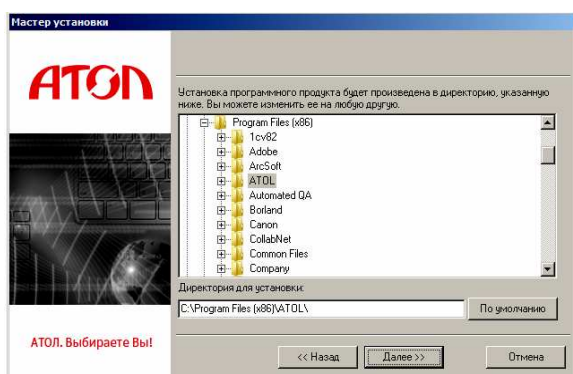 Мастер установки
АТОЛ
Установка программного продукта будет произведена в директорию, указанную
ниже. Вы можете изменить ее на любую другую.
Program Files (x86)
1cv82
Adobe
ArcSoft
ATOL
Automated QA
Borland
Canon
CollabNet
Common Files
Company
Директория для установки:
C:\Program Files (x86)\ATOL\
По умолчанию
АТОЛ. Выбираете Вы!
<< Назад
Далее >>
Отмена